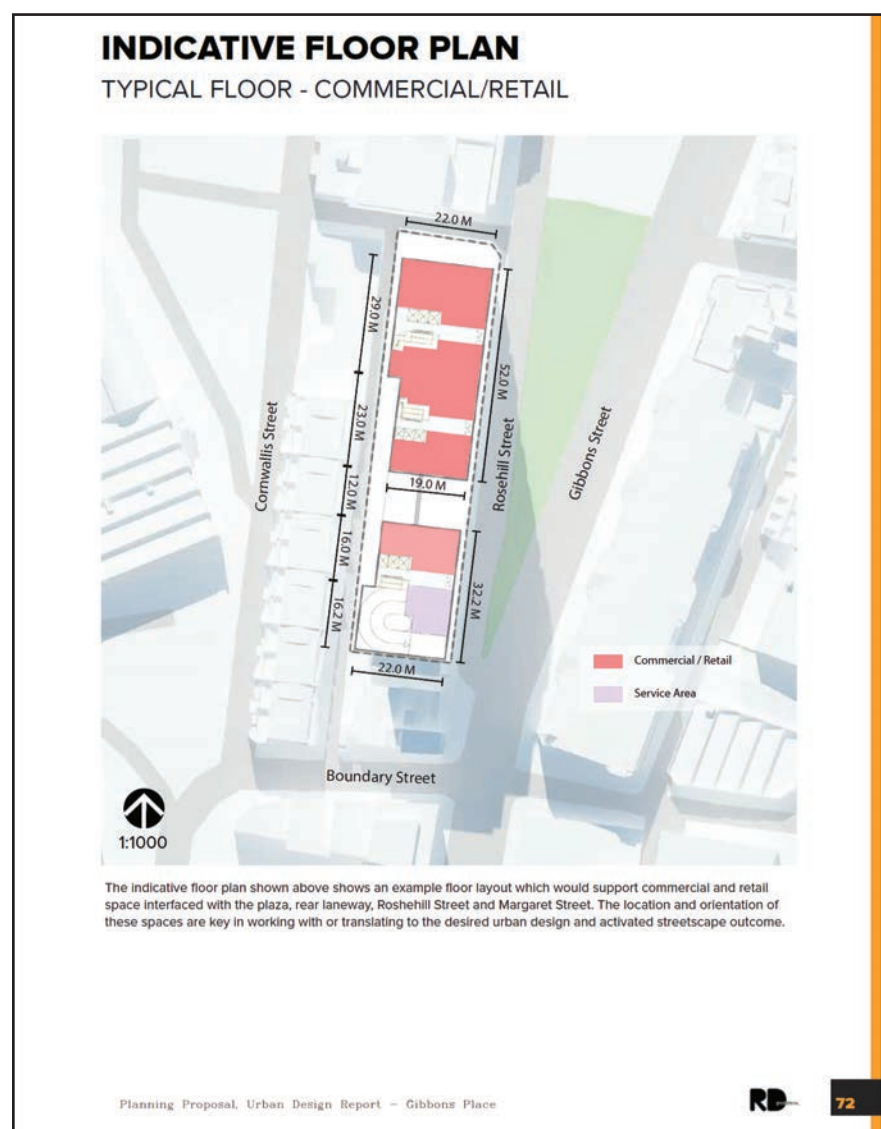 INDICATIVE FLOOR PLAN
TYPICAL FLOOR - COMMERCIAL/RETAIL
22.0 M
29.0 M
52.0 M
23.0 M
Cornwallis Street
Rosehill Street
Gibbons Street
19.0 M
12.0 M
16.0 M
32.2 M
16.2 M
22.0 M
Commercial / Retail
Service Area
Boundary Street
1:1000
The indicative floor plan shown above shows an example floor layout which would support commercial and retail
space interfaced with the plaza, rear laneway, Roshehill Street and Margaret Street. The location and orientation of
these spaces are key in working with or translating to the desired urban design and activated streetscape outcome.
Planning Proposal, Urban Design Report - Gibbons Place
RD
72